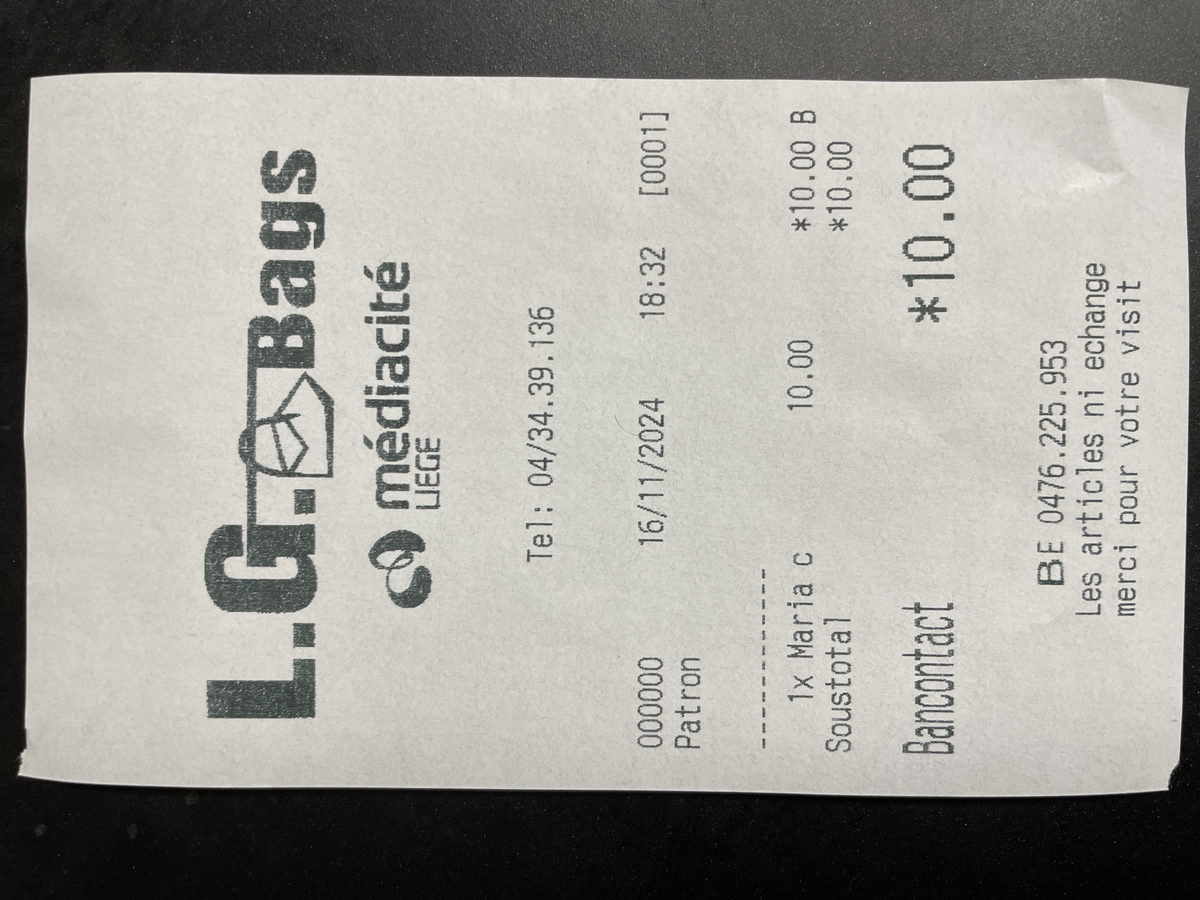 L.G. Bags
médiacité
LIEGE
Tel: 04/34.39.136
000000 16/11/2024 18:32 [0001]
Patron
------------
1x Maria c 10.00 *10.00 B
Soustotal *10.00
Bancontact *10.00
BE 0476.225.953
Les articles ni echange
merci pour votre visit